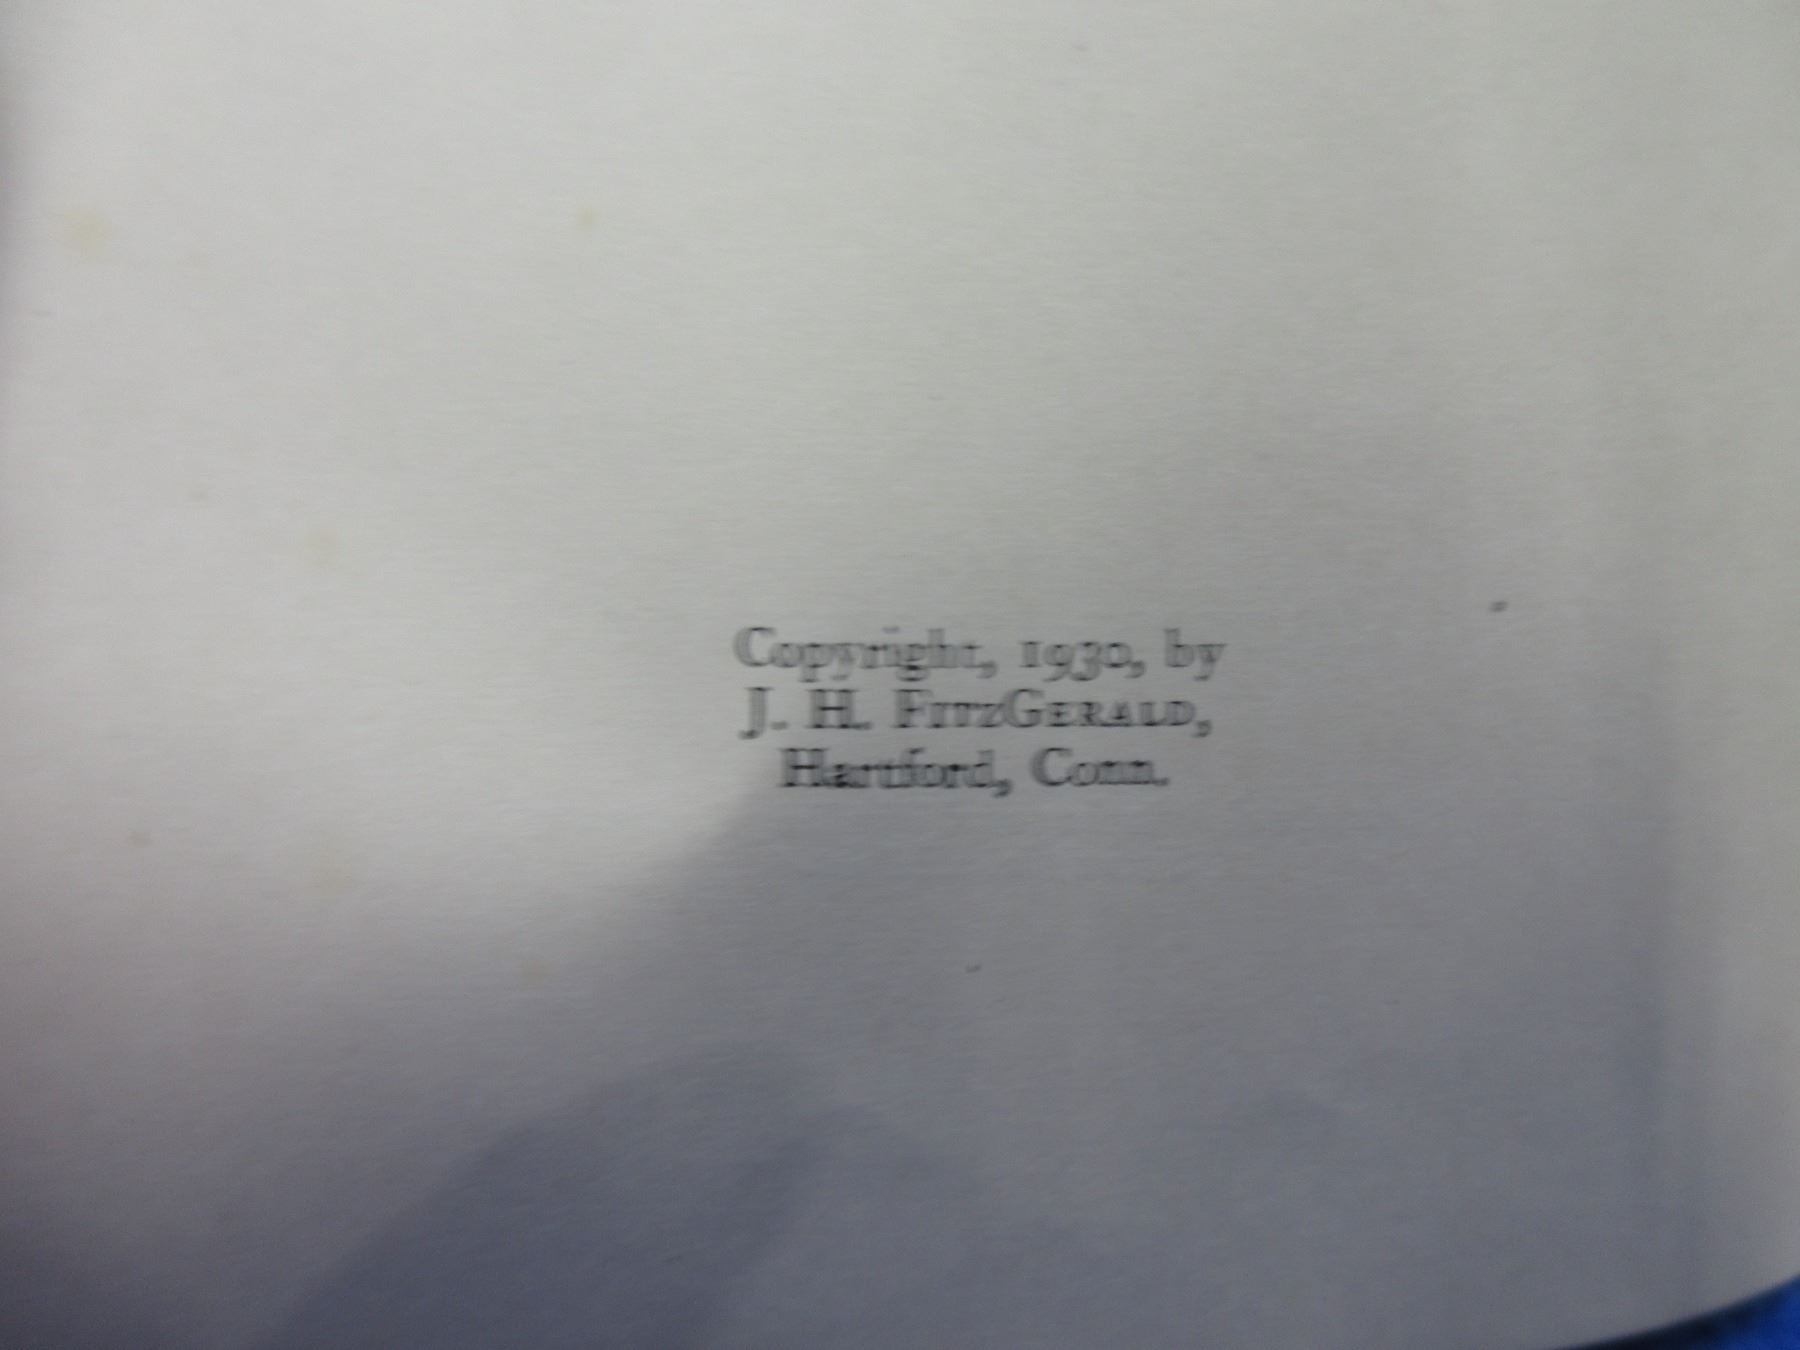 Copyright, 1930, by
J. H. FITZGERALD,
Hartford, Conn.